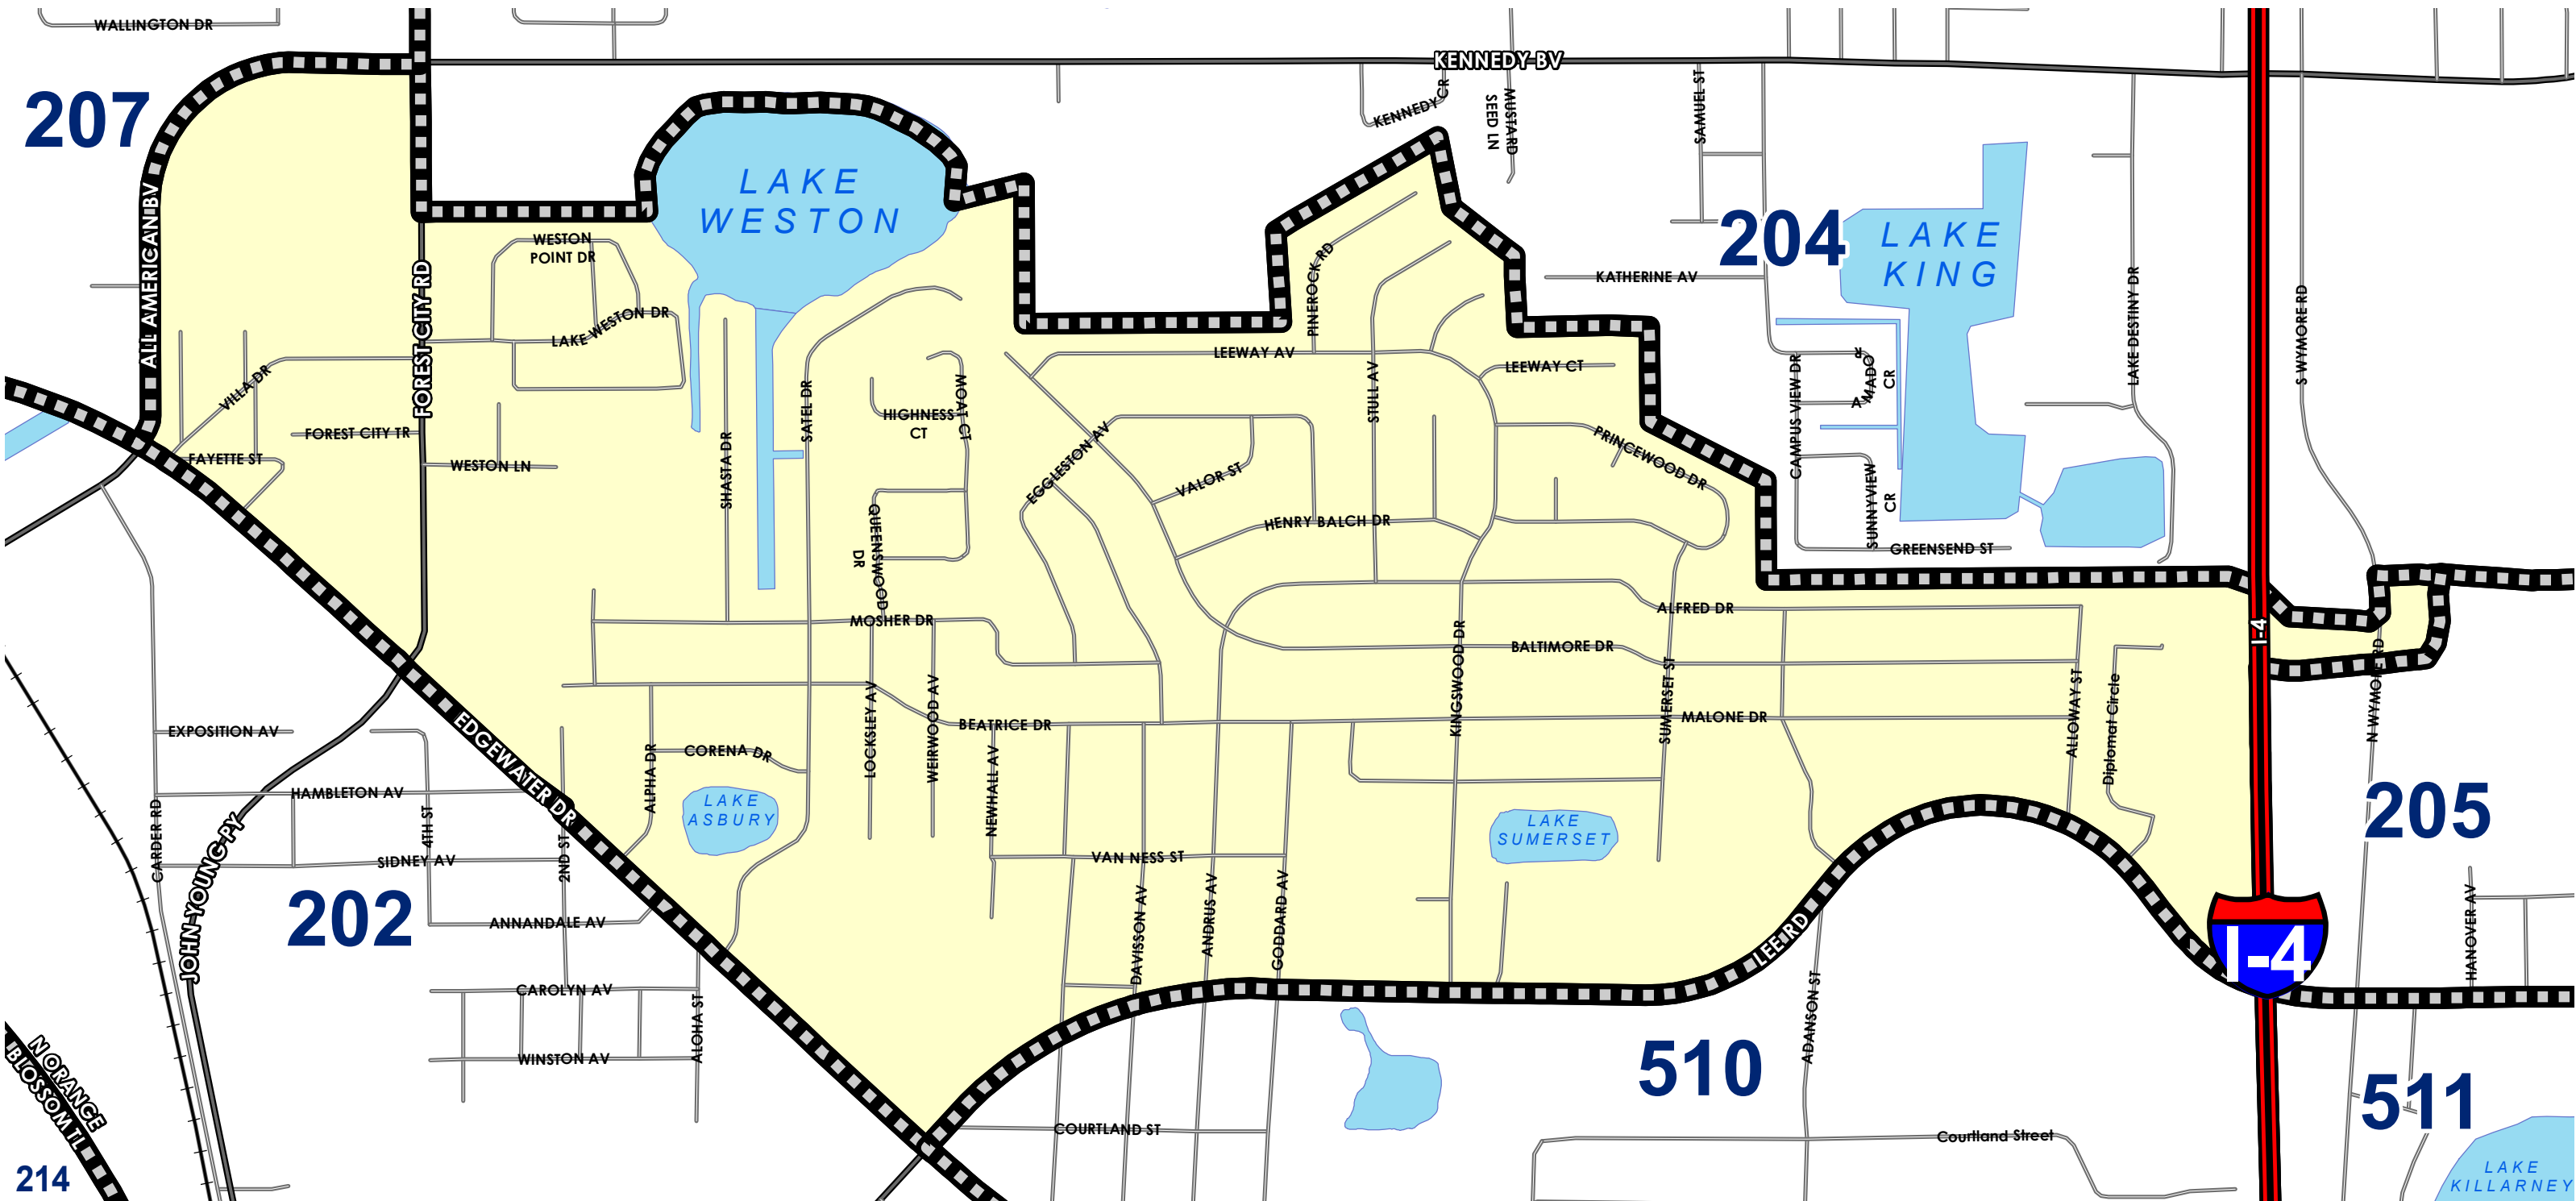 WALLINGTON DR
KENNEDY BV
207
KENNEDY CR
MUSTARD
SEED LN
SAMUEL ST
LAKE
WESTON
204
LAKE
KING
ALL AMERICAN BV
FOREST CITY RD
WESTON
POINT DR
LAKE WESTON DR
PINEROCK RD
KATHERINE AV
LAKE DESTINY DR
S WYMORE RD
VILLA DR
LEEWAY AV
LEEWAY CT
STULL AV
SATEL DR
MOAT CT
HIGHNESS
CT
CAMPUS VIEW DR
AMADOR
CR
FOREST CITY TR
FAYETTE ST
WESTON LN
SHASTA DR
EGGLESTON AV
VALOR ST
PRINCEWOOD DR
SUNNYVIEW
CR
QUEENSWOOD
DR
HENRY BALCH DR
GREENSEND ST
MOSHER DR
ALFRED DR
BALTIMORE DR
I-4
KINGSWOOD DR
SUMERSET ST
ALLOWAY ST
Diplomat Circle
N WYMORE RD
EXPOSITION AV
EDGEWATER DR
LOCKSLEY AV
WEIRWOOD AV
BEATRICE DR
MALONE DR
ALPHA DR
CORENA DR
NEWHALL AV
HAMBLETON AV
LAKE
ASBURY
LAKE
SUMERSET
205
CARDER RD
JOHN YOUNG PY
4TH ST
SIDNEY AV
2ND ST
VAN NESS ST
202
ANNANDALE AV
DAVISSON AV
ANDRUS AV
GODDARD AV
LEE RD
I-4
HANOVER AV
CAROLYN AV
ALOHA ST
ADANSON ST
WINSTON AV
510
511
N ORANGE
BLOSSOM TL
COURTLAND ST
Courtland Street
214
LAKE
KILLARNEY